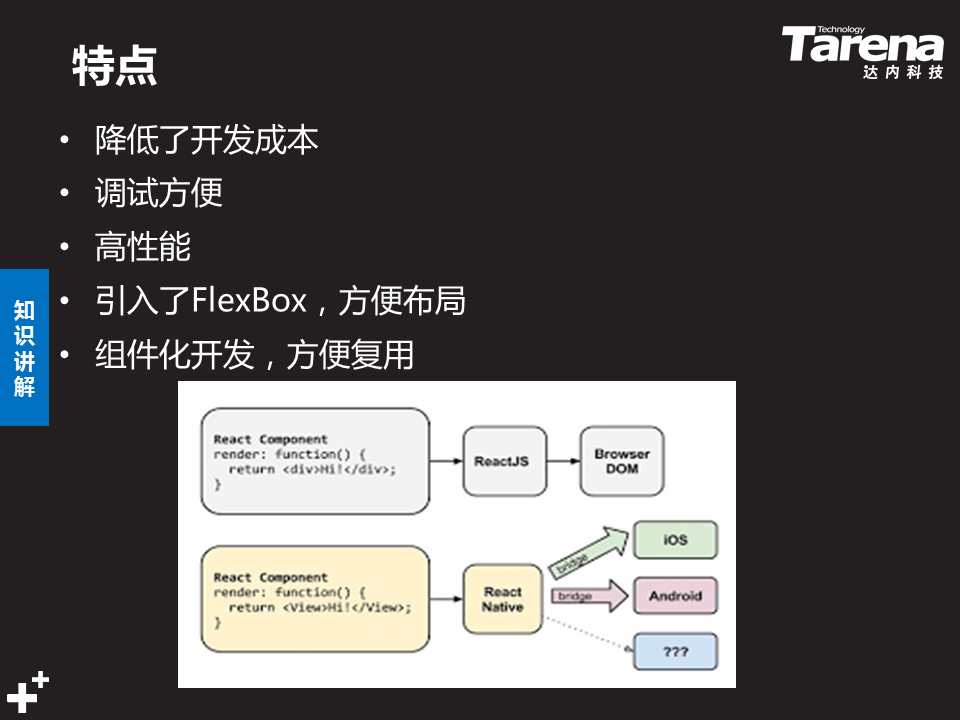 特点
Technology
Tarena
达内科技
• 降低了开发成本
• 调试方便
• 高性能
• 引入了FlexBox，方便布局
• 组件化开发，方便复用
知识讲解
React Component
render: function() {
return <div>Hi!</div>;
}
ReactJS
Browser
DOM
React Component
render: function() {
return <View>Hi!</View>;
}
React
Native
bridge
iOS
bridge
Android
???